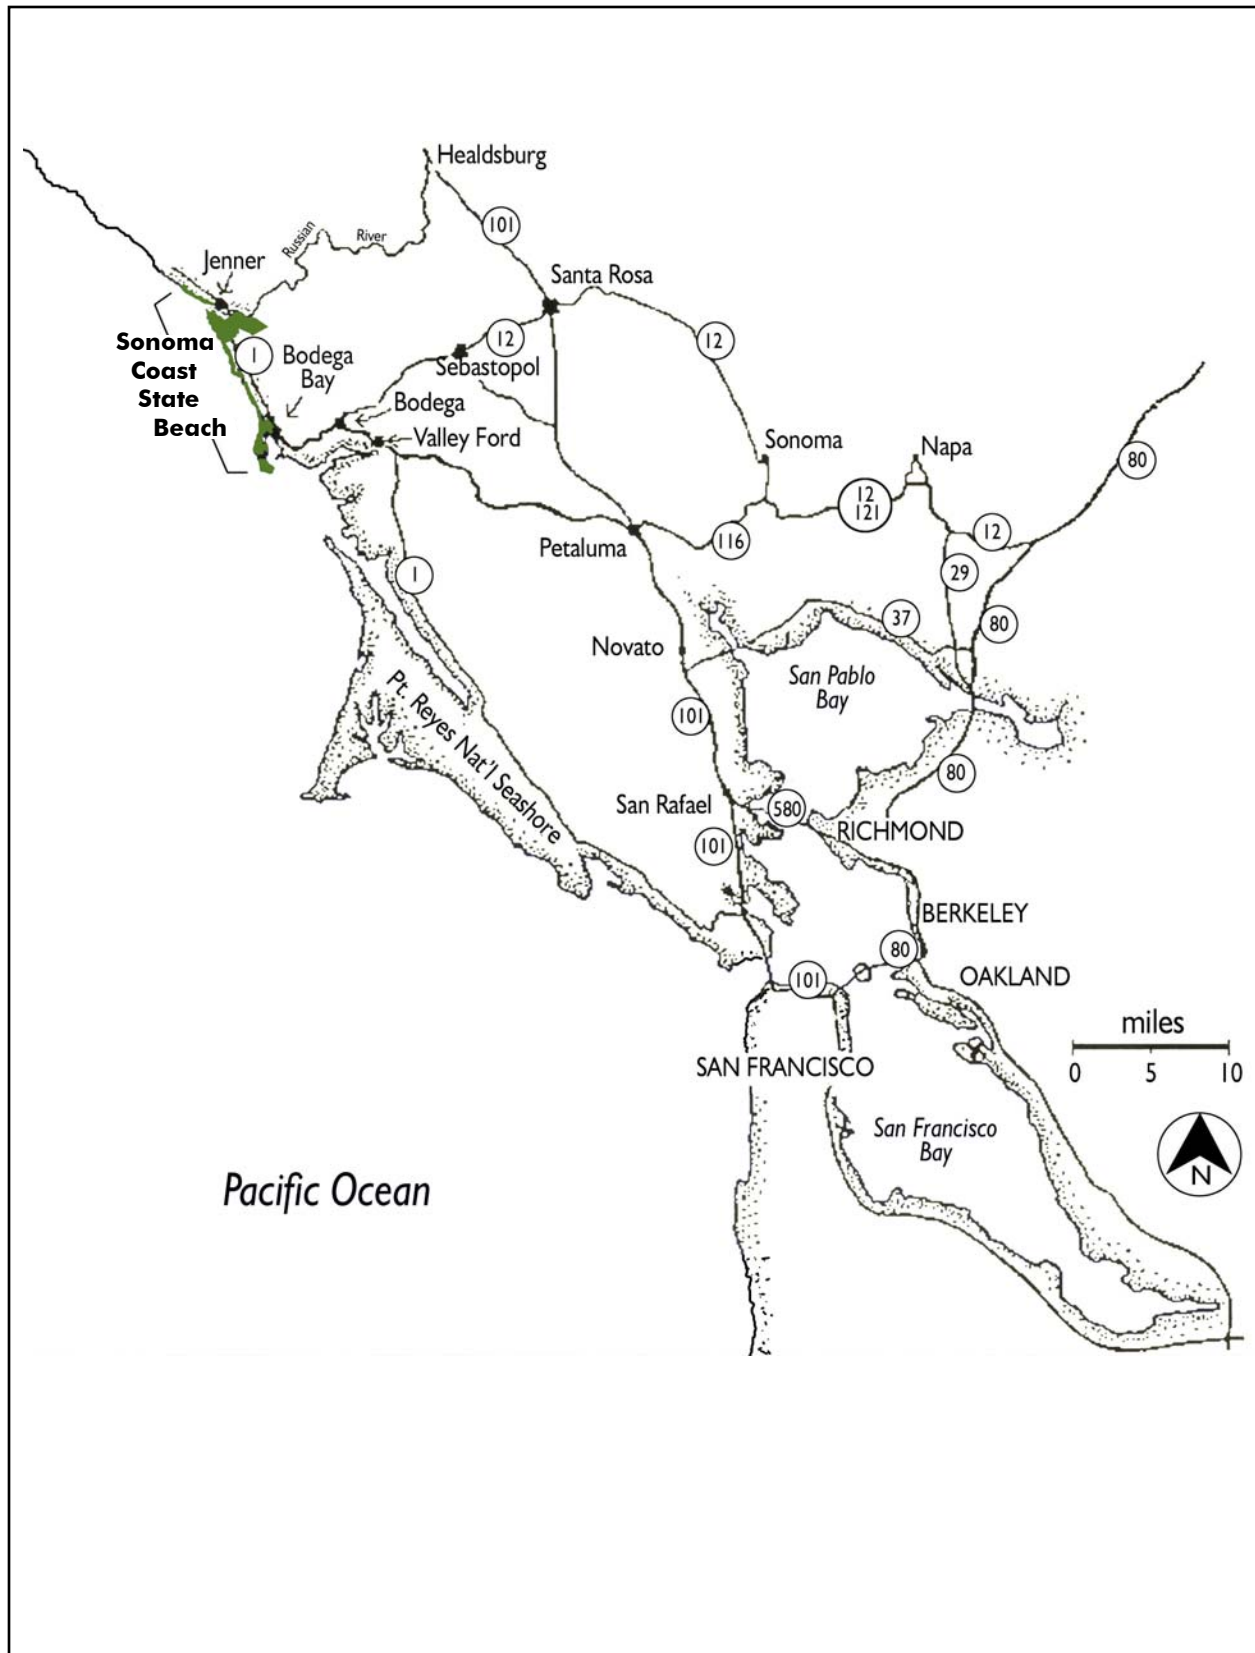 Healdsburg
101
Russian
River
Jenner
Santa Rosa
12
12
Sonoma
Coast
State
Beach
1
Bodega
Bay
Sebastopol
Bodega
Valley Ford
Sonoma
Napa
80
12
121
12
116
Petaluma
29
1
37
80
Novato
San Pablo
Bay
Pt. Reyes Nat'l Seashore
101
80
San Rafael
580
RICHMOND
101
BERKELEY
80
OAKLAND
101
miles
0 5 10
SAN FRANCISCO
San Francisco
Bay
N
Pacific Ocean